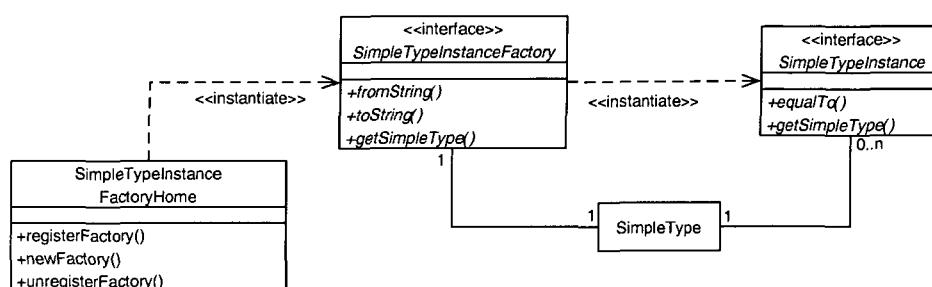 <<interface>>
SimpleTypeInstanceFactory
+fromString()
+toString()
+getSimpleType()
<<interface>>
SimpleTypeInstance
+equalTo()
+getSimpleType()
<<instantiate>>
<<instantiate>>
SimpleTypeInstance
FactoryHome
+registerFactory()
+newFactory()
+unregisterFactory()
1
0..n
1
SimpleType
1